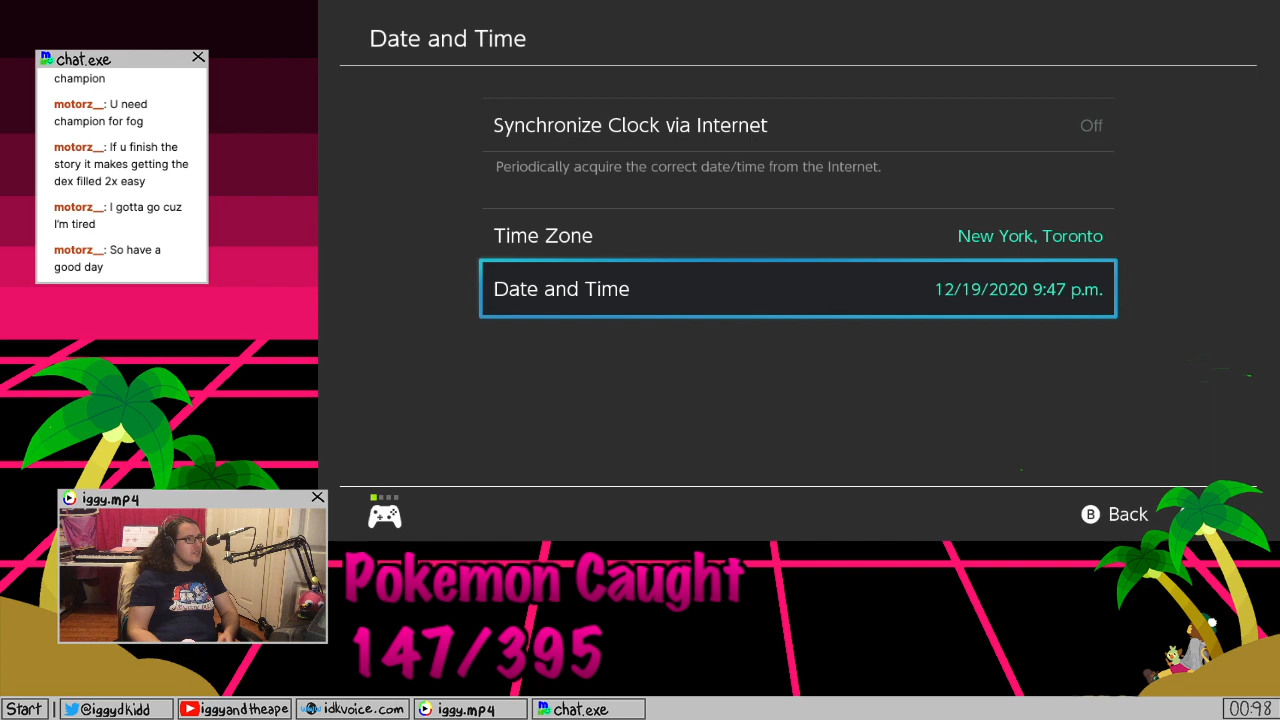 Date and Time
chat.exe
champion
motorz__: U need
champion for fog
motorz__: If u finish the
story it makes getting the
dex filled 2x easy
motorz__: I gotta go cuz
I'm tired
motorz__: So have a
good day
Synchronize Clock via Internet Off
Periodically acquire the correct date/time from the Internet.
Time Zone New York, Toronto
Date and Time 12/19/2020 9:47 p.m.
B Back
iggy.mp4
Pokemon Caught
147/395
Start | @iggydkidd iggyandtheape idkvoice.com iggy.mp4 chat.exe 00:98